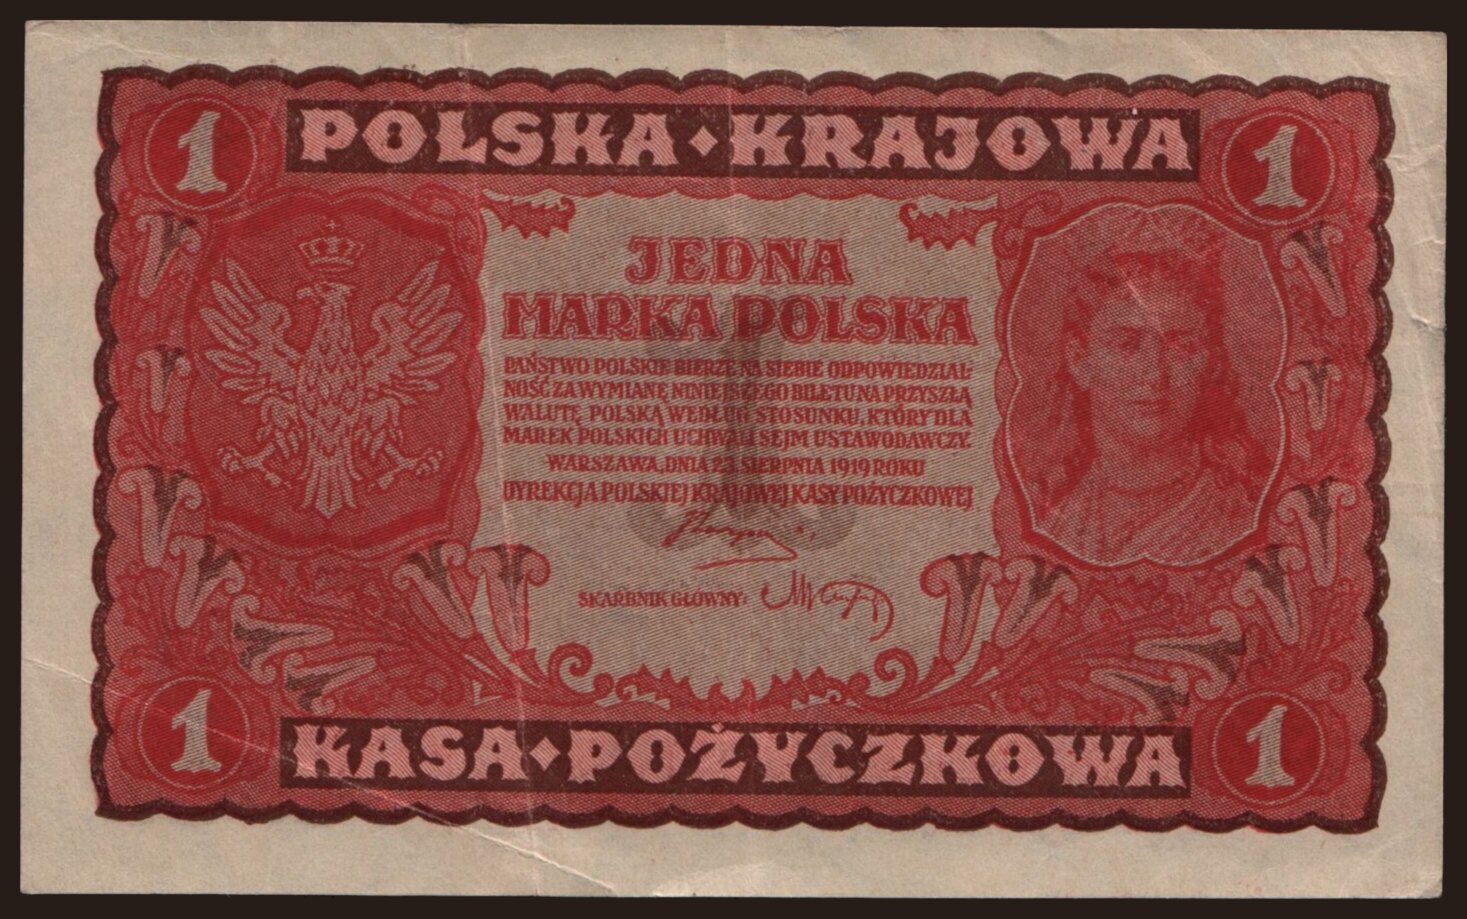 1 POLSKA • KRAJOWA 1
JEDNA
MARKA POLSKA
PAŃSTWO POLSKIE BIERZE NA SIEBIE ODPOWIEDZIAL-
NOŚĆ ZA WYMIANĘ NINIEJSZEGO BILETU NA PRZYSZŁĄ
WALUTĘ POLSKĄ WEDŁUG STOSUNKU, KTÓRY DLA
MAREK POLSKICH UCHWALI SEJM USTAWODAWCZY.
WARSZAWA, DNIA 23 SIERPNIA 1919 ROKU
DYREKCJA POLSKIEJ KRAJOWEJ KASY POŻYCZKOWEJ
SKARBNIK GŁÓWNY:
1 KASA • POŻYCZKOWA 1